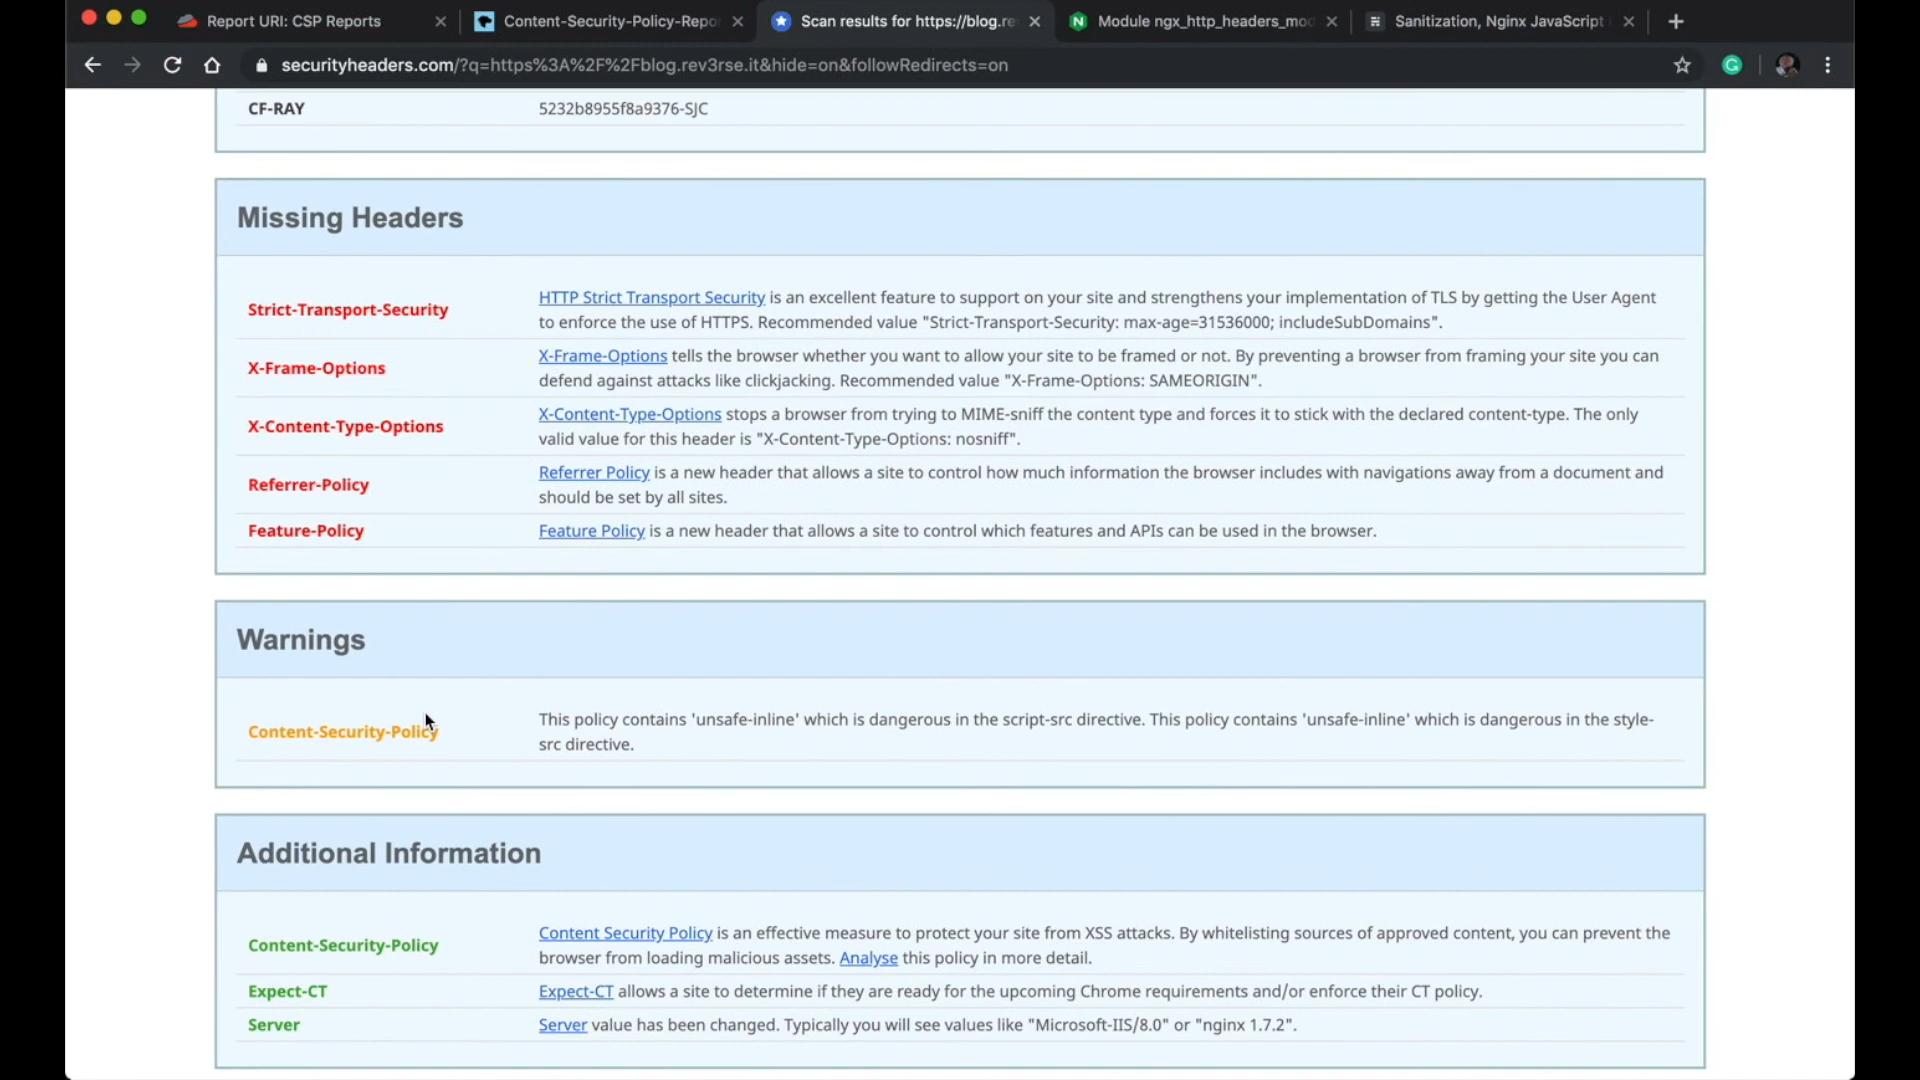 Report URI: CSP Reports
Content-Security-Policy-Repo
Scan results for https://blog.re
Module ngx_http_headers_mod
Sanitization, Nginx JavaScript
securityheaders.com/?q=https%3A%2F%2Fblog.rev3rse.it&hide=on&followRedirects=on
CF-RAY 5232b8955f8a9376-SJC
Missing Headers
Strict-Transport-Security
HTTP Strict Transport Security is an excellent feature to support on your site and strengthens your implementation of TLS by getting the User Agent
to enforce the use of HTTPS. Recommended value "Strict-Transport-Security: max-age=31536000; includeSubDomains".
X-Frame-Options
X-Frame-Options tells the browser whether you want to allow your site to be framed or not. By preventing a browser from framing your site you can
defend against attacks like clickjacking. Recommended value "X-Frame-Options: SAMEORIGIN".
X-Content-Type-Options
X-Content-Type-Options stops a browser from trying to MIME-sniff the content type and forces it to stick with the declared content-type. The only
valid value for this header is "X-Content-Type-Options: nosniff".
Referrer-Policy
Referrer Policy is a new header that allows a site to control how much information the browser includes with navigations away from a document and
should be set by all sites.
Feature-Policy
Feature Policy is a new header that allows a site to control which features and APIs can be used in the browser.
Warnings
Content-Security-Policy
This policy contains 'unsafe-inline' which is dangerous in the script-src directive. This policy contains 'unsafe-inline' which is dangerous in the style-
src directive.
Additional Information
Content-Security-Policy
Content Security Policy is an effective measure to protect your site from XSS attacks. By whitelisting sources of approved content, you can prevent the
browser from loading malicious assets. Analyse this policy in more detail.
Expect-CT
Expect-CT allows a site to determine if they are ready for the upcoming Chrome requirements and/or enforce their CT policy.
Server
Server value has been changed. Typically you will see values like "Microsoft-IIS/8.0" or "nginx 1.7.2".